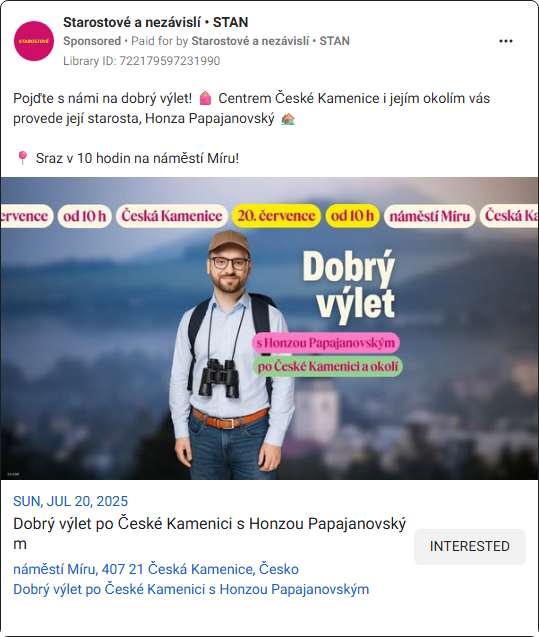 Starostové a nezávislí • STAN
STAROSTOVÉ
Sponsored • Paid for by Starostové a nezávislí • STAN
Library ID: 722179597231990
Pojďte s námi na dobrý výlet! Centrem České Kamenice i jejím okolím vás
provede její starosta, Honza Papajanovský
Sraz v 10 hodin na náměstí Míru!
ervence od 10 h Česká Kamenice 20. července od 10 h náměstí Míru Česká Ka
Dobrý
výlet
s Honzou Papajanovským
po České Kamenici a okolí
SUN, JUL 20, 2025
Dobrý výlet po České Kamenici s Honzou Papajanovský
m
INTERESTED
náměstí Míru, 407 21 Česká Kamenice, Česko
Dobrý výlet po České Kamenici s Honzou Papajanovským